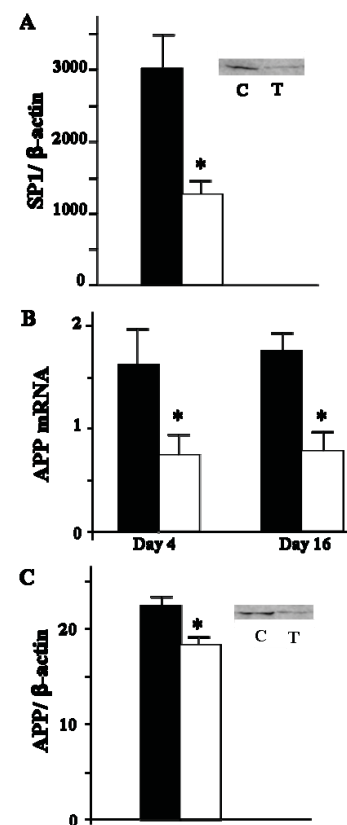 A
SP1/ β-actin
3000
2000
1000
0
C T
*
B
APP mRNA
2
1
0
*
*
Day 4 Day 16
C
APP/ β-actin
20
10
0
C T
*